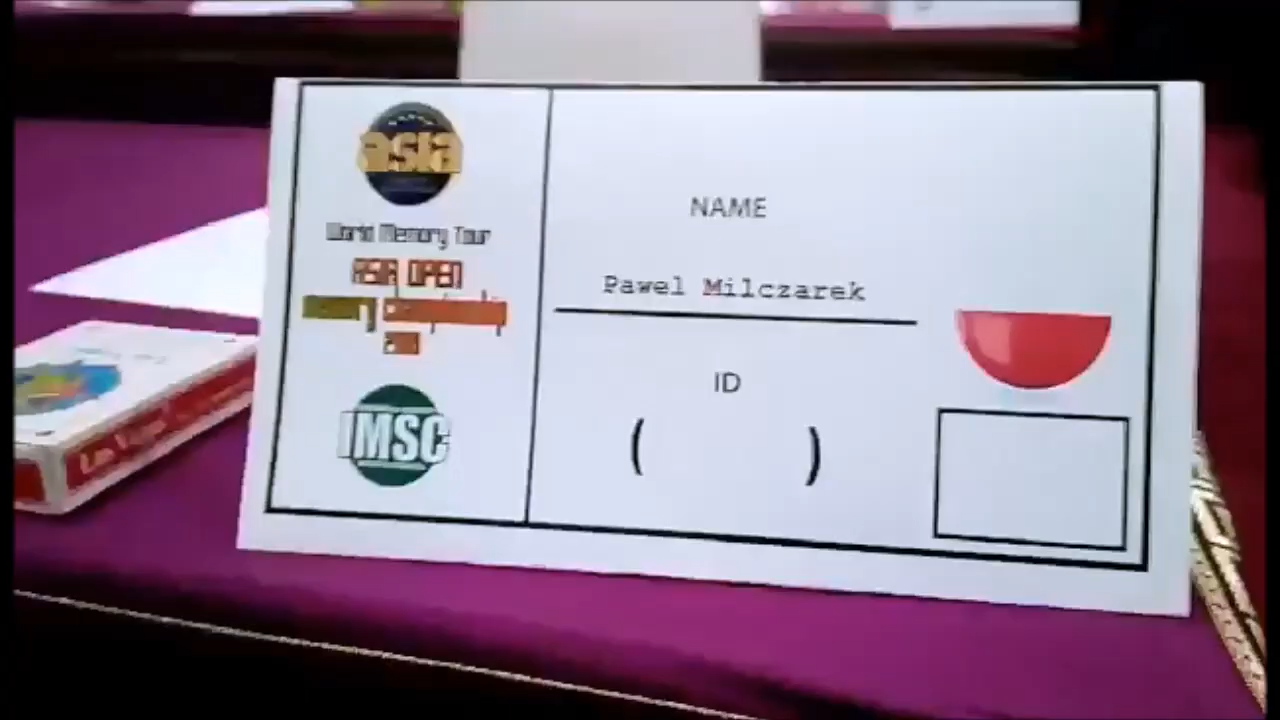 asia
World Memory Tour
ASIA OPEN
IMSC
NAME
Pawel Milczarek
ID
( )